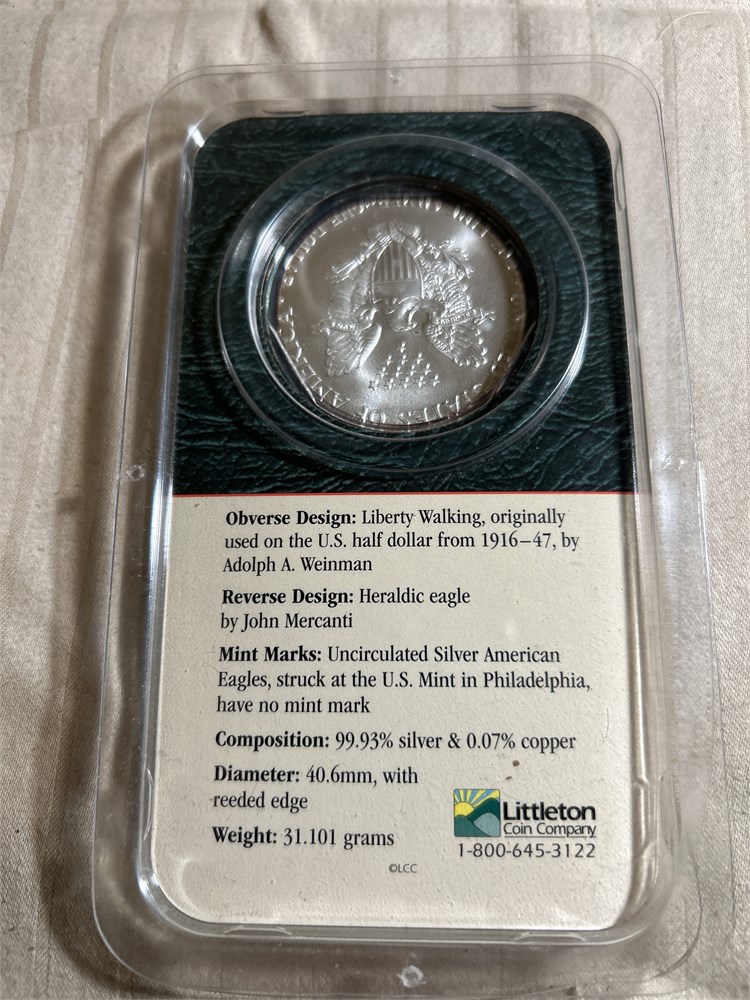 STATES OF AMERICA
Obverse Design: Liberty Walking, originally
used on the U.S. half dollar from 1916–47, by
Adolph A. Weinman
Reverse Design: Heraldic eagle
by John Mercanti
Mint Marks: Uncirculated Silver American
Eagles, struck at the U.S. Mint in Philadelphia,
have no mint mark
Composition: 99.93% silver & 0.07% copper
Diameter: 40.6mm, with
reeded edge
Weight: 31.101 grams
Littleton
Coin Company
1-800-645-3122
©LCC